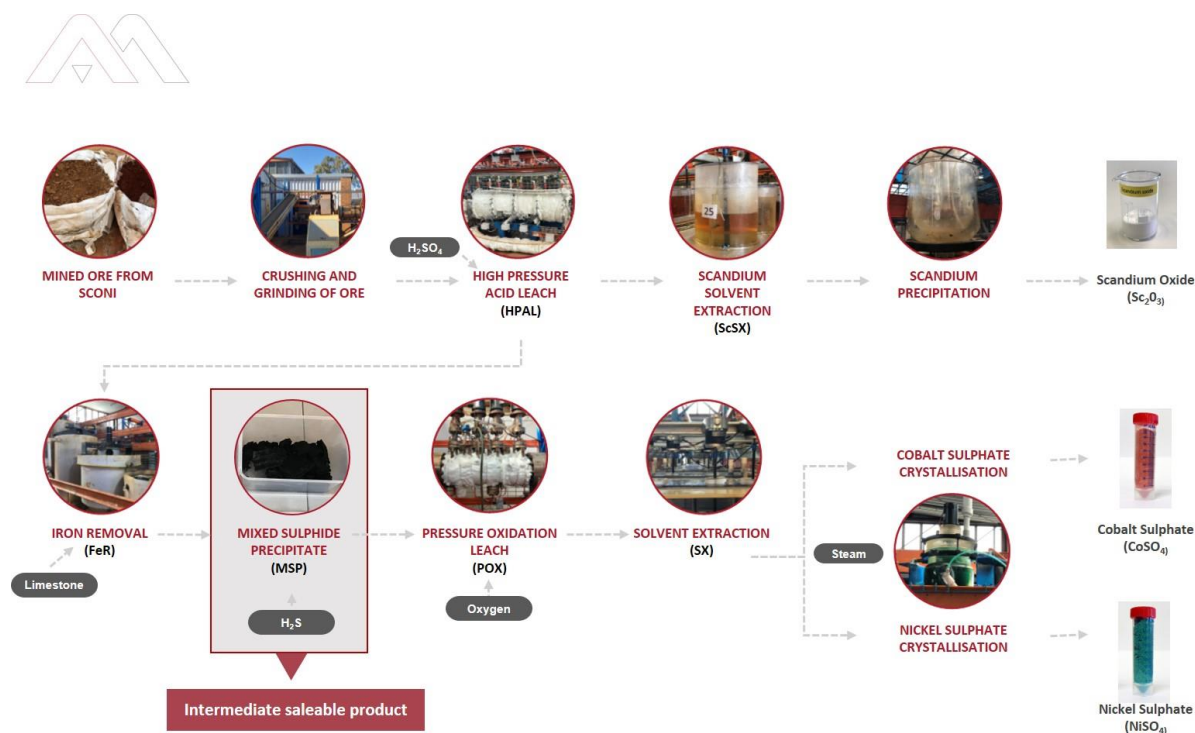 H₂SO₄
MINED ORE FROM
SCONI
CRUSHING AND
GRINDING OF ORE
HIGH PRESSURE
ACID LEACH
(HPAL)
25
SCANDIUM
SOLVENT
EXTRACTION
(ScSX)
SCANDIUM
PRECIPITATION
Scandium oxide
Scandium Oxide
(Sc₂0₃)
IRON REMOVAL
(FeR)
Limestone
MIXED SULPHIDE
PRECIPITATE
(MSP)
H₂S
Intermediate saleable product
PRESSURE OXIDATION
LEACH
(POX)
Oxygen
SOLVENT EXTRACTION
(SX)
Steam
COBALT SULPHATE
CRYSTALLISATION
NICKEL SULPHATE
CRYSTALLISATION
Cobalt Sulphate
(CoSO₄)
Nickel Sulphate
(NiSO₄)